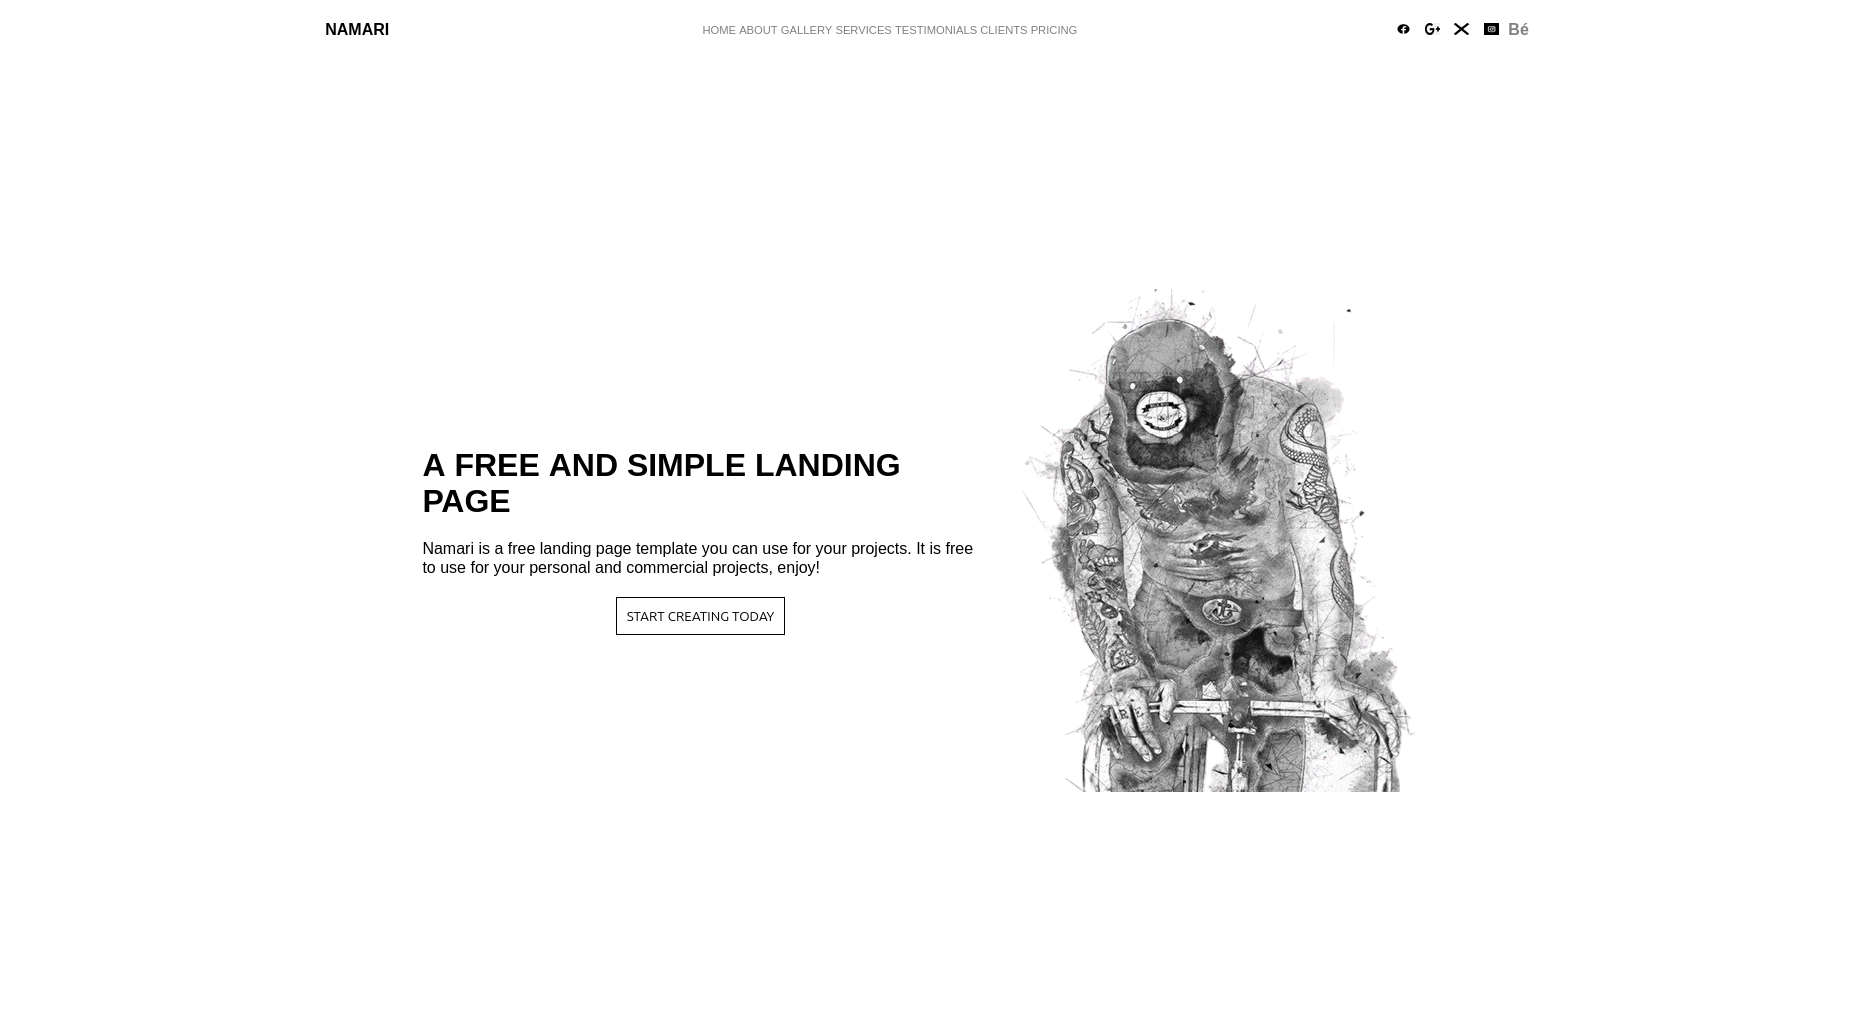 NAMARI
HOME ABOUT GALLERY SERVICES TESTIMONIALS CLIENTS PRICING
Bé
A FREE AND SIMPLE LANDING
PAGE
Namari is a free landing page template you can use for your projects. It is free
to use for your personal and commercial projects, enjoy!
START CREATING TODAY